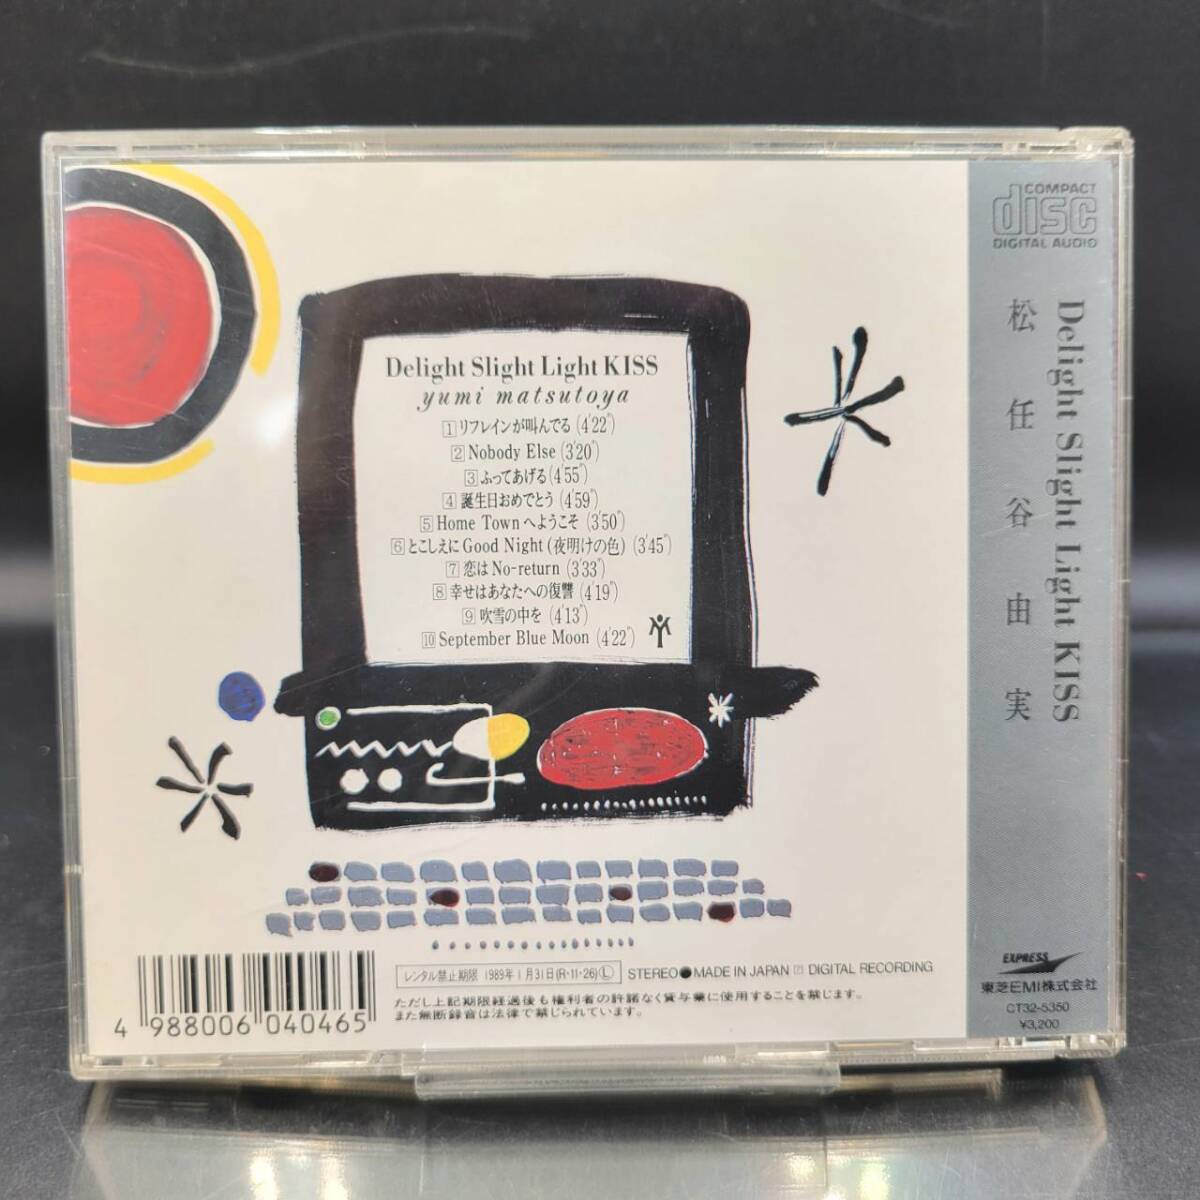 Delight Slight Light KISS
yumi matsutoya
1 リフレインが叫んでる (4'22")
2 Nobody Else (3'20")
3 ふってあげる (4'55")
4 誕生日おめでとう (4'59")
5 Home Town へようこそ (3'50")
6 とこしえに Good Night (夜明けの色) (3'45")
7 恋は No-return (3'33")
8 幸せはあなたへの復讐 (4'19")
9 吹雪の中を (4'13")
10 September Blue Moon (4'22")
4 988006 040465
レンタル禁止期限 1989年1月31日(R・11・26) Ⓛ STEREO●MADE IN JAPAN Ⓟ DIGITAL RECORDING
ただし上記期限経過後も権利者の許諾なく賃与業に使用することを禁じます。
また無断録音は法律で禁じられています。
COMPACT
disc
DIGITAL AUDIO
Delight Slight Light KISS
松任谷由実
EXPRESS
東芝EMI株式会社
CT32-5350
¥3,200